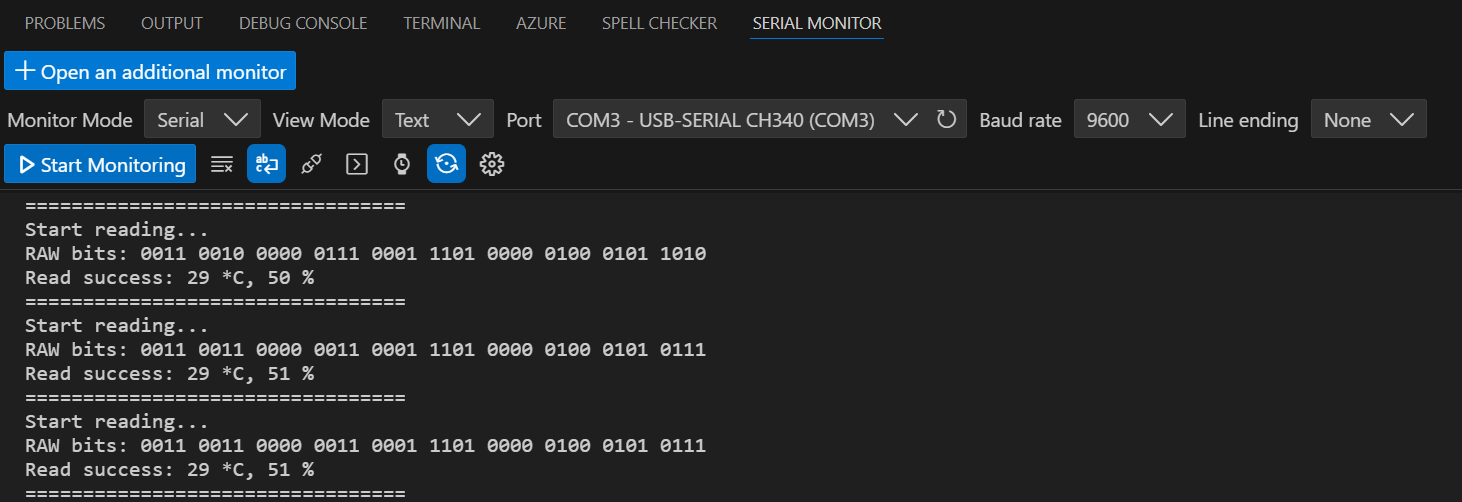 PROBLEMS OUTPUT DEBUG CONSOLE TERMINAL AZURE SPELL CHECKER SERIAL MONITOR
+ Open an additional monitor
Monitor Mode Serial View Mode Text Port COM3 - USB-SERIAL CH340 (COM3) Baud rate 9600 Line ending None
Start Monitoring
=================================
Start reading...
RAW bits: 0011 0010 0000 0111 0001 1101 0000 0100 0101 1010
Read success: 29 *C, 50 %
=================================
Start reading...
RAW bits: 0011 0011 0000 0011 0001 1101 0000 0100 0101 0111
Read success: 29 *C, 51 %
=================================
Start reading...
RAW bits: 0011 0011 0000 0011 0001 1101 0000 0100 0101 0111
Read success: 29 *C, 51 %
=================================